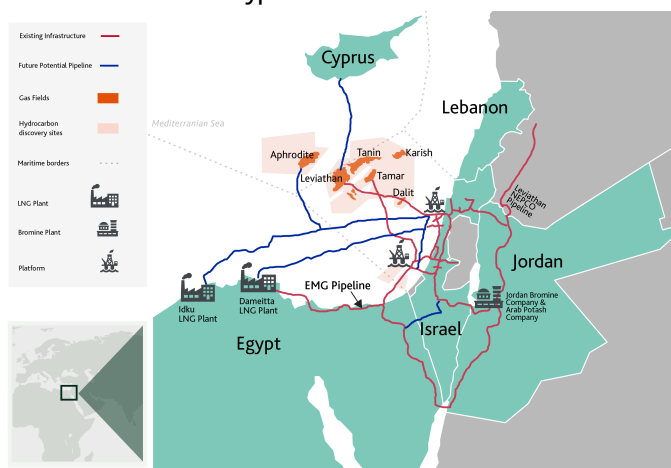 Existing Infrastructure
Future Potential Pipeline
Gas Fields
Hydrocarbon
discovery sites
Maritime borders
LNG Plant
Bromine Plant
Platform
Cyprus
Lebanon
Mediterranean Sea
Aphrodite
Tanin
Karish
Leviathan
Tamar
Dalit
Leviathan
NEPCO
Pipeline
Jordan
EMG Pipeline
Idku
LNG Plant
Dameitta
LNG Plant
Jordan Bromine
Company &
Arab Potash
Company
Israel
Egypt